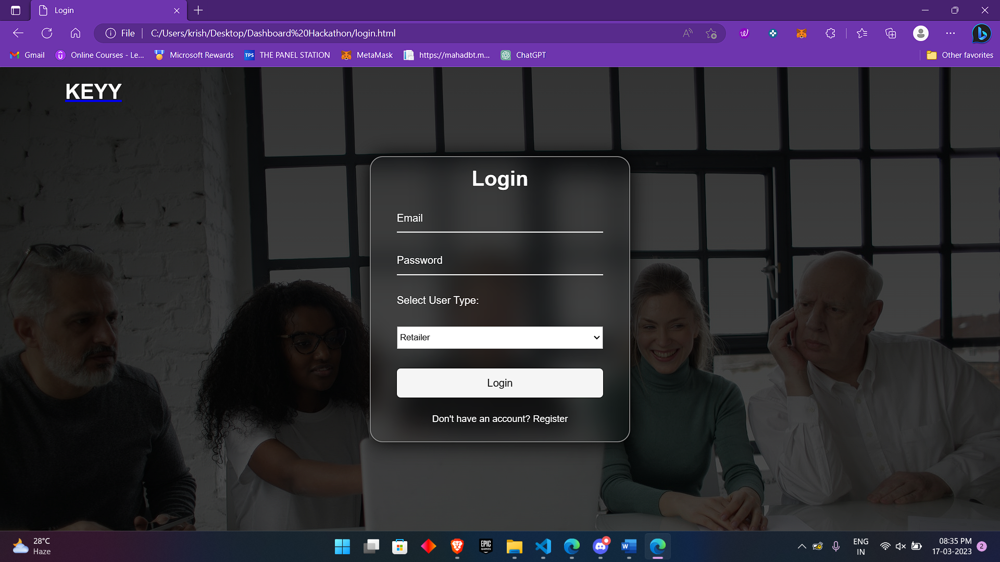 Login
File
C:/Users/krish/Desktop/Dashboard%20Hackathon/login.html
Gmail
Online Courses - Le...
Microsoft Rewards
TPS
THE PANEL STATION
MetaMask
https://mahadbt.m...
ChatGPT
Other favorites
KEYY
Login
Email
Password
Select User Type:
Retailer
Login
Don't have an account? Register
28°C
Haze
EPIC
GAMES
W
ENG
IN
08:35 PM
17-03-2023
2